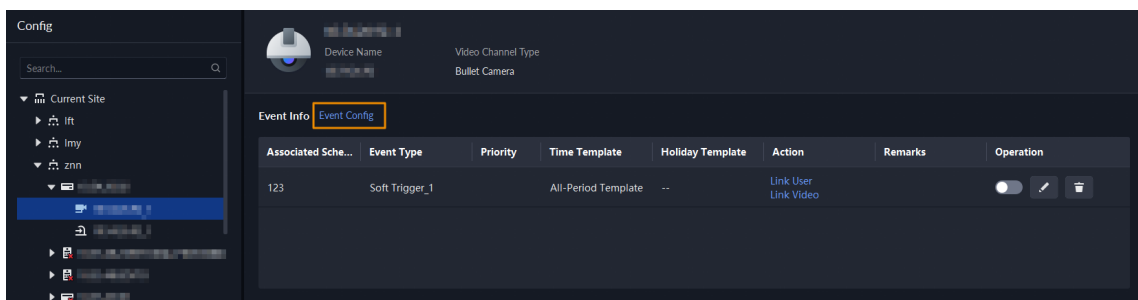 Config
Search...
Current Site
lft
lmy
znn
Device Name
Video Channel Type
Bullet Camera
Event Info Event Config
Associated Sche... Event Type Priority Time Template Holiday Template Action Remarks Operation
123 Soft Trigger_1 All-Period Template -- Link User
Link Video